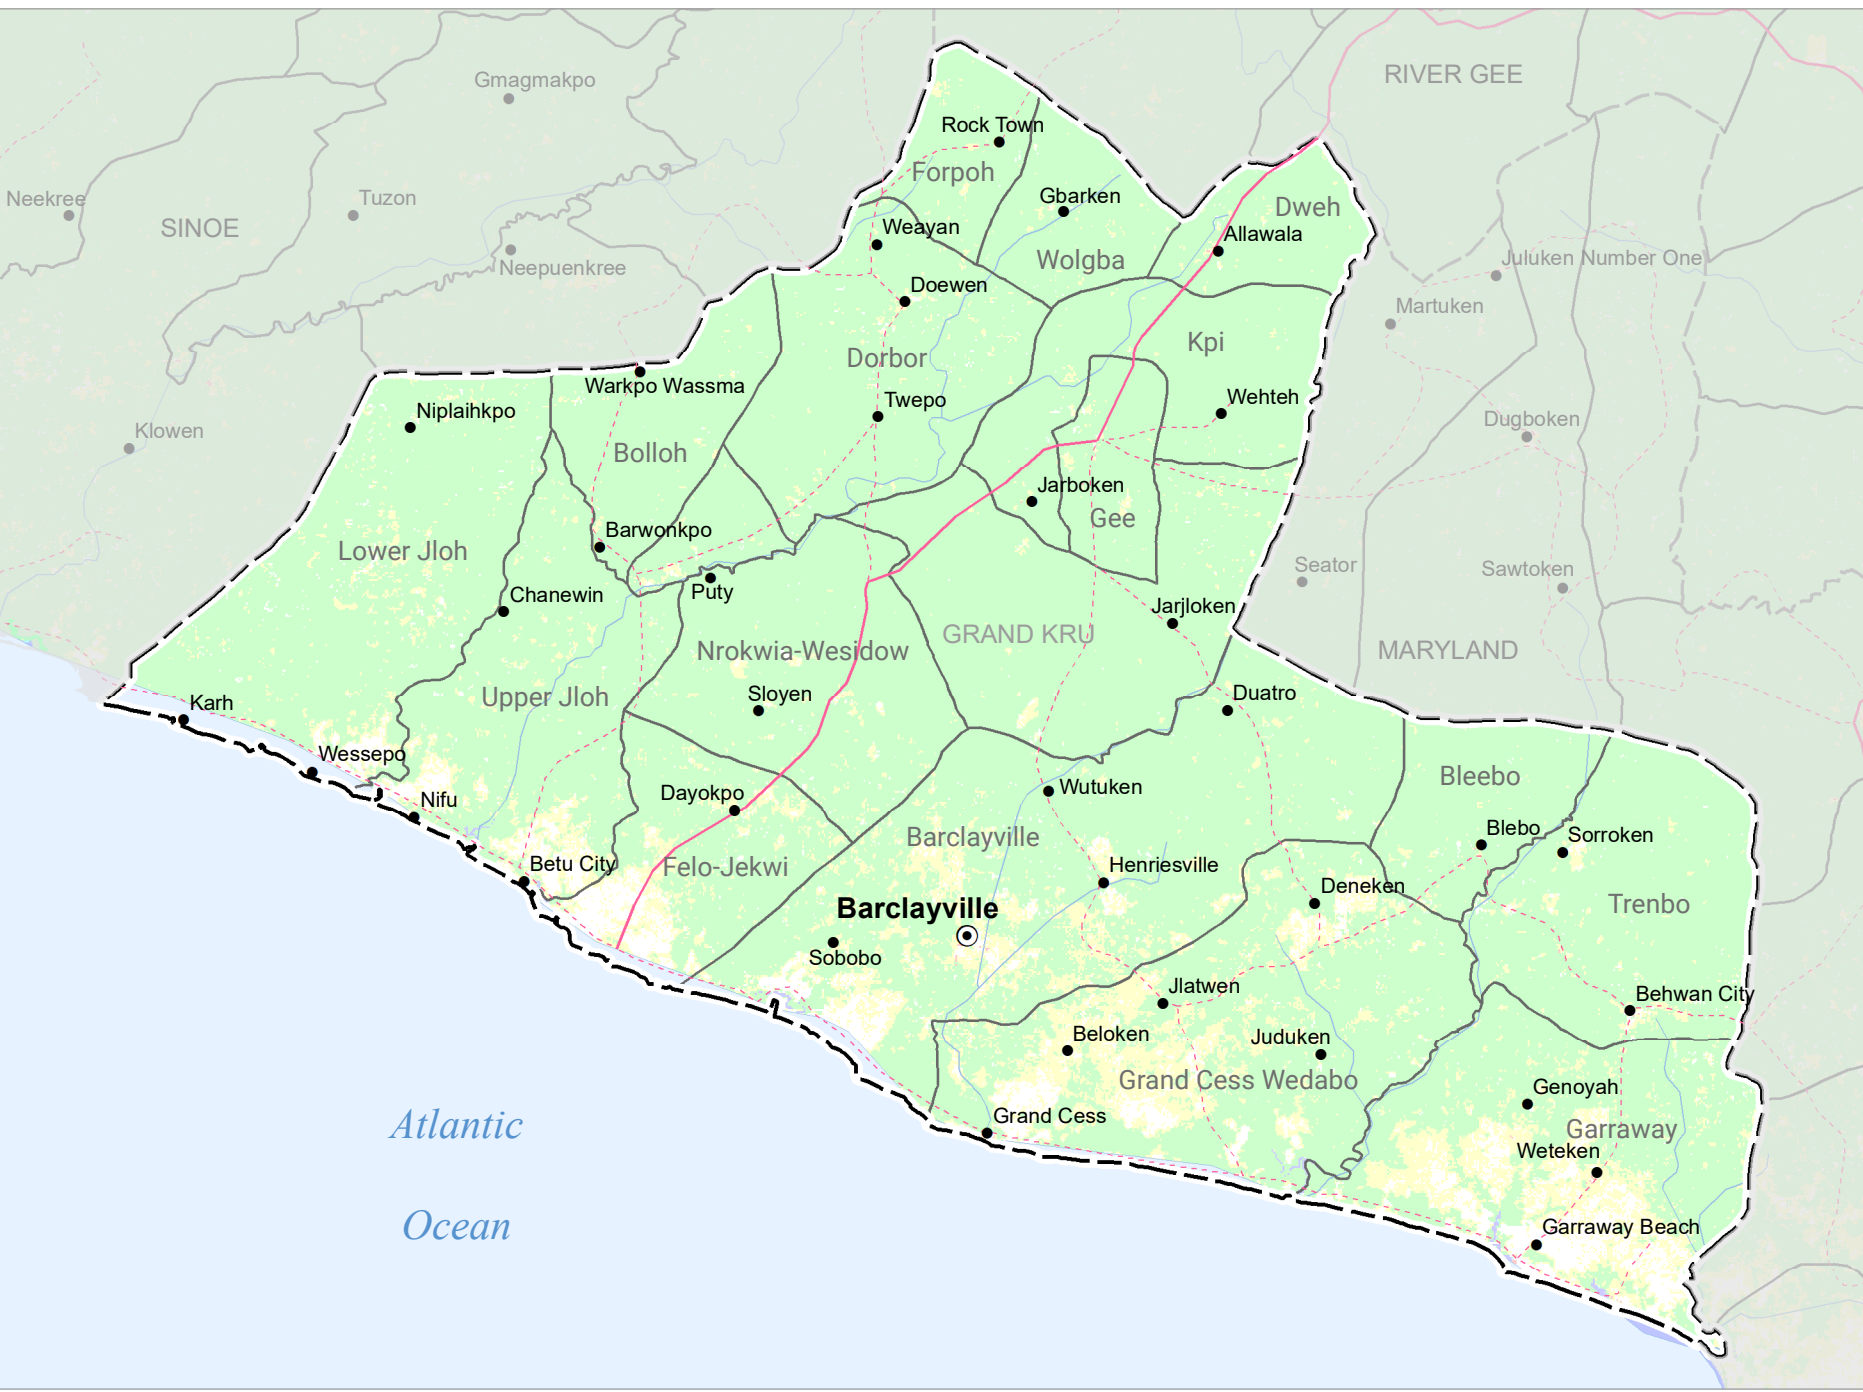 RIVER GEE
Gmagmakpo
Rock Town
Forpoh
Neekree
Tuzon
Gbarken
Dweh
SINOE
Weayan
Allawala
Neepuenkree
Wolgba
Juluken Number One
Doewen
Martuken
Kpi
Dorbor
Warkpo Wassma
Niplaihkpo
Twepo
Wehteh
Dugboken
Klowen
Bolloh
Jarboken
Gee
Barwonkpo
Lower Jloh
Seator
Sawtoken
Chanewin
Puty
Jarjloken
GRAND KRU
Nrokwia-Wesidow
MARYLAND
Upper Jloh
Sloyen
Duatro
Karh
Wessepo
Bleebo
Nifu
Dayokpo
Wutuken
Blebo
Sorroken
Barclayville
Betu City
Felo-Jekwi
Henriesville
Deneken
Barclayville
Trenbo
Sobobo
Jlatwen
Behwan City
Beloken
Juduken
Grand Cess Wedabo
Genoyah
Grand Cess
Atlantic
Garraway
Weteken
Ocean
Garraway Beach